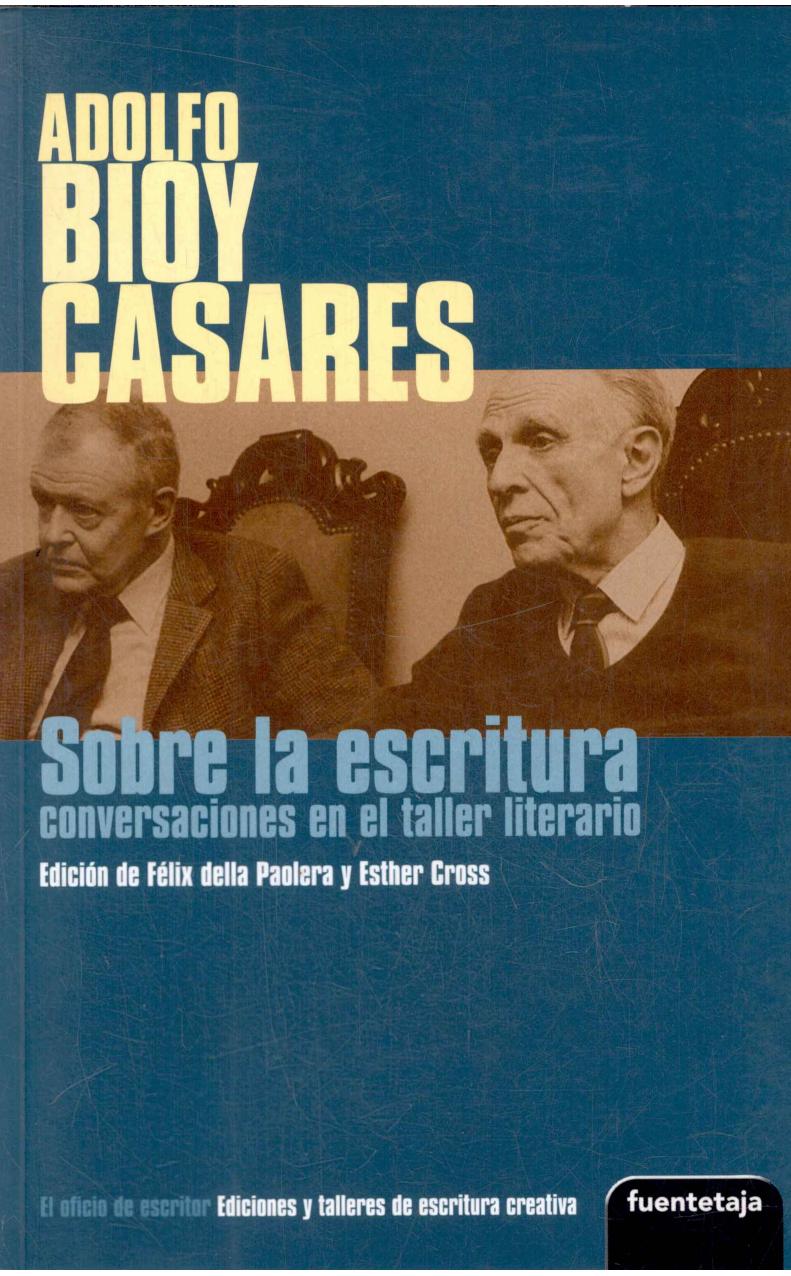 ADOLFO
BIOY
CASARES
Sobre la escritura
conversaciones en el taller literario
Edición de Félix della Paolera y Esther Cross
El oficio de escritor Ediciones y talleres de escritura creativa
fuentetaja